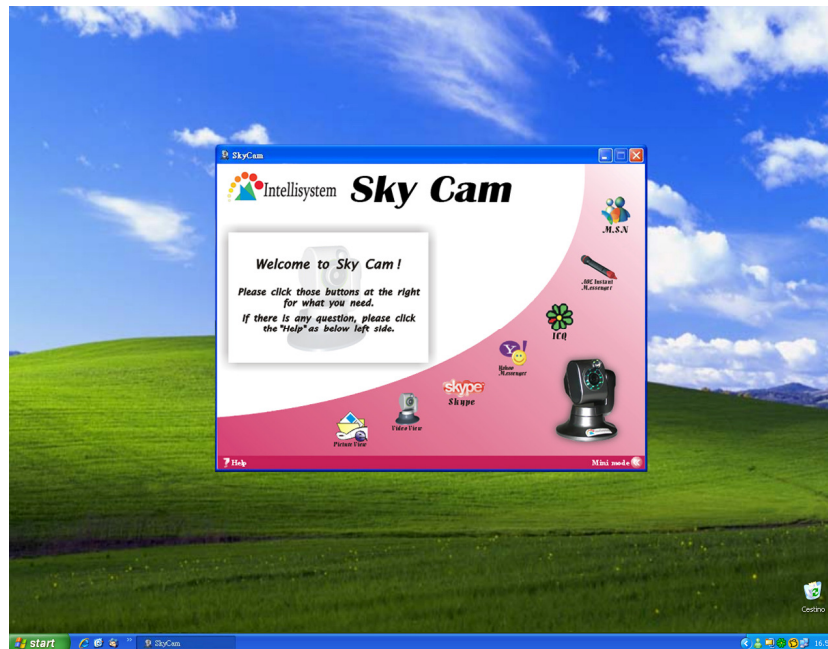 SkyCam
Intellisystem Sky Cam
M.S.N
Welcome to Sky Cam!
Please click those buttons at the right
for what you need.
If there is any question, please click
the "Help" as below left side.
AOL Instant
Messenger
ICQ
Yahoo
Messenger
skype
Skype
Video View
Picture View
? Help
Mini mode
Cestino
start
SkyCam